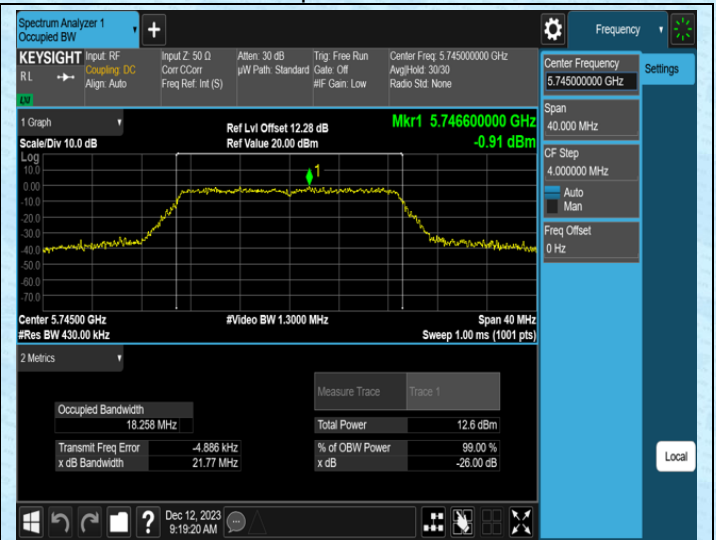 Spectrum Analyzer 1
Occupied BW
+
Frequency
KEYSIGHT
R L
LXI
Input: RF
Coupling: DC
Align: Auto
Input Z: 50 Ω
Corr CCorr
Freq Ref: Int (S)
Atten: 30 dB
µW Path: Standard
Trig: Free Run
Gate: Off
#IF Gain: Low
Center Freq: 5.745000000 GHz
Avg|Hold: 30/30
Radio Std: None
Center Frequency
5.745000000 GHz
Settings
Span
40.000 MHz
CF Step
4.000000 MHz
Auto
Man
Freq Offset
0 Hz
Local
1 Graph
Scale/Div 10.0 dB
Ref Lvl Offset 12.28 dB
Ref Value 20.00 dBm
Mkr1 5.746600000 GHz
-0.91 dBm
Log
10.0
0.00
-10.0
-20.0
-30.0
-40.0
-50.0
-60.0
-70.0
1
Center 5.74500 GHz
#Video BW 1.3000 MHz
Span 40 MHz
#Res BW 430.00 kHz
Sweep 1.00 ms (1001 pts)
2 Metrics
Measure Trace
Trace 1
Occupied Bandwidth
18.258 MHz
Total Power
12.6 dBm
Transmit Freq Error
-4.886 kHz
% of OBW Power
99.00 %
x dB Bandwidth
21.77 MHz
x dB
-26.00 dB
?
Dec 12, 2023
9:19:20 AM